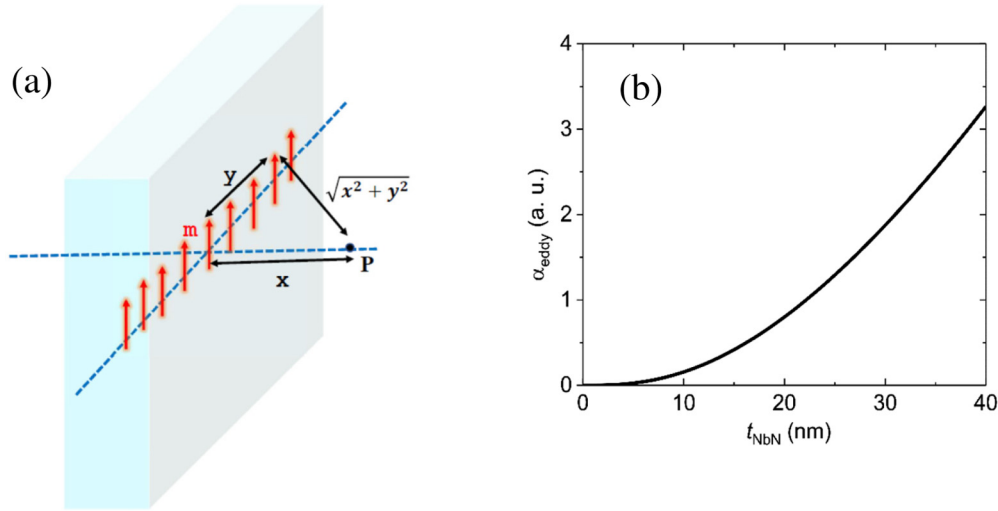 (a)
y
√x² + y²
m
P
x
(b)
α_eddy (a. u.)
4
3
2
1
0
0 10 20 30 40
t_NbN (nm)